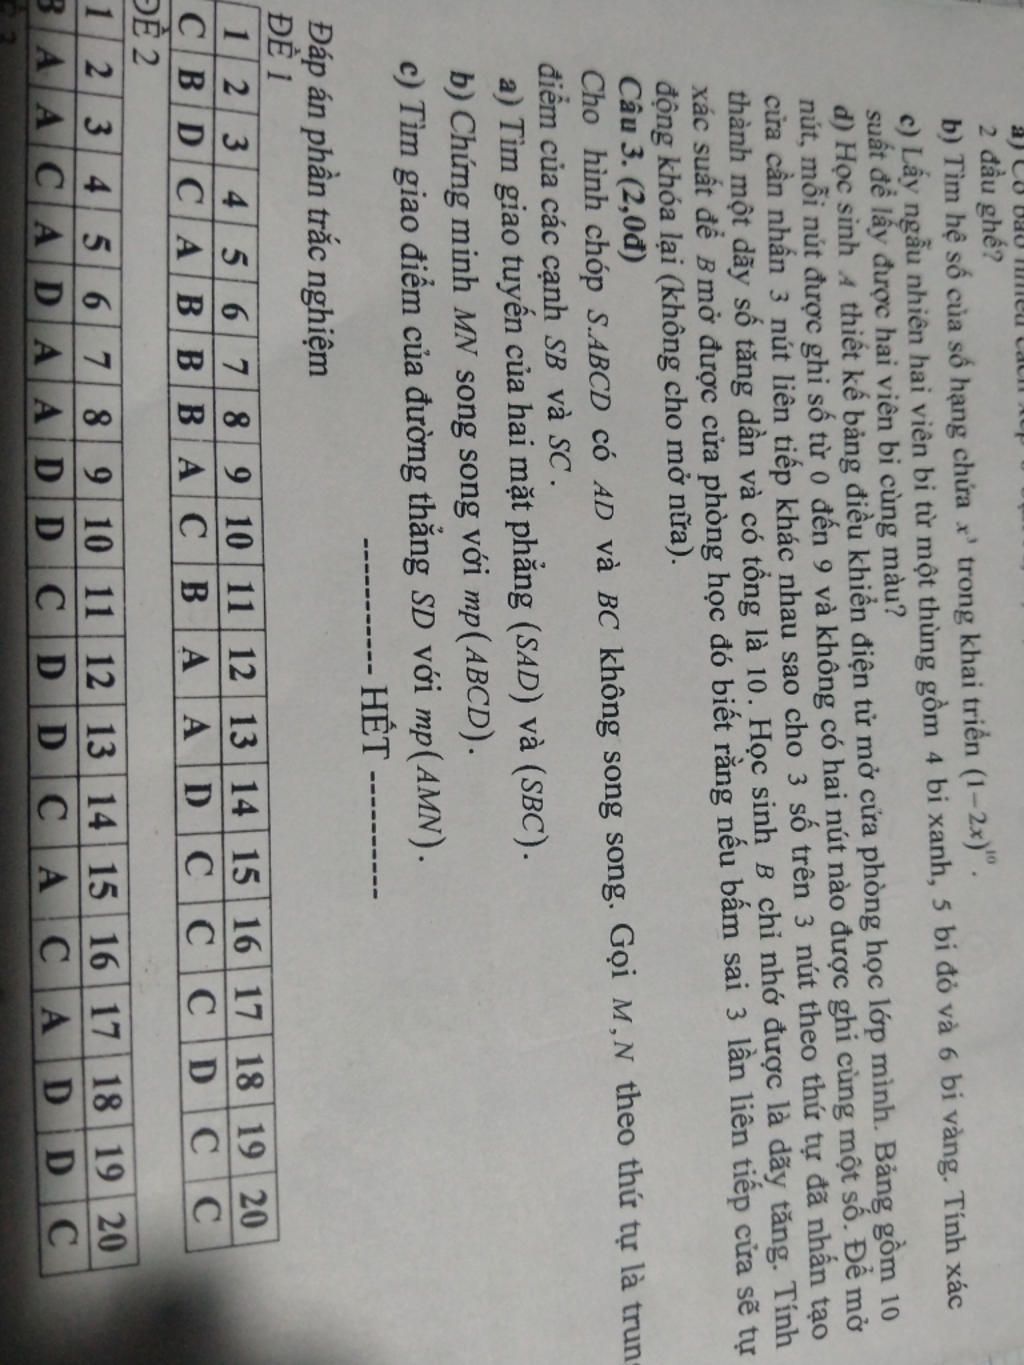 2 đầu ghế?
b) Tìm hệ số của số hạng chứa x³ trong khai triển (1−2x)¹⁰.
c) Lấy ngẫu nhiên hai viên bi từ một thùng gồm 4 bi xanh, 5 bi đỏ và 6 bi vàng. Tính xác
suất để lấy được hai viên bi cùng màu?
d) Học sinh A thiết kế bảng điều khiển điện tử mở cửa phòng học lớp mình. Bảng gồm 10
nút, mỗi nút được ghi số từ 0 đến 9 và không có hai nút nào được ghi cùng một số. Để mở
cửa cần nhấn 3 nút liên tiếp khác nhau sao cho 3 số trên 3 nút theo thứ tự đã nhấn tạo
thành một dãy số tăng dần và có tổng là 10. Học sinh B chỉ nhớ được là dãy tăng. Tính
xác suất để B mở được cửa phòng học đó biết rằng nếu bấm sai 3 lần liên tiếp cửa sẽ tự
động khóa lại (không cho mở nữa).
Câu 3. (2,0đ)
Cho hình chóp S.ABCD có AD và BC không song song. Gọi M,N theo thứ tự là trun
điểm của các cạnh SB và SC.
a) Tìm giao tuyến của hai mặt phẳng (SAD) và (SBC).
b) Chứng minh MN song song với mp(ABCD).
c) Tìm giao điểm của đường thẳng SD với mp(AMN).
----------- HẾT ----------
Đáp án phần trắc nghiệm
ĐỀ 1
1 2 3 4 5 6 7 8 9 10 11 12 13 14 15 16 17 18 19 20
C B D C A B B B A C B A A D C C C D C C
ĐỀ 2
1 2 3 4 5 6 7 8 9 10 11 12 13 14 15 16 17 18 19 20
B A A C A D A A D D C D D C A C A D D C